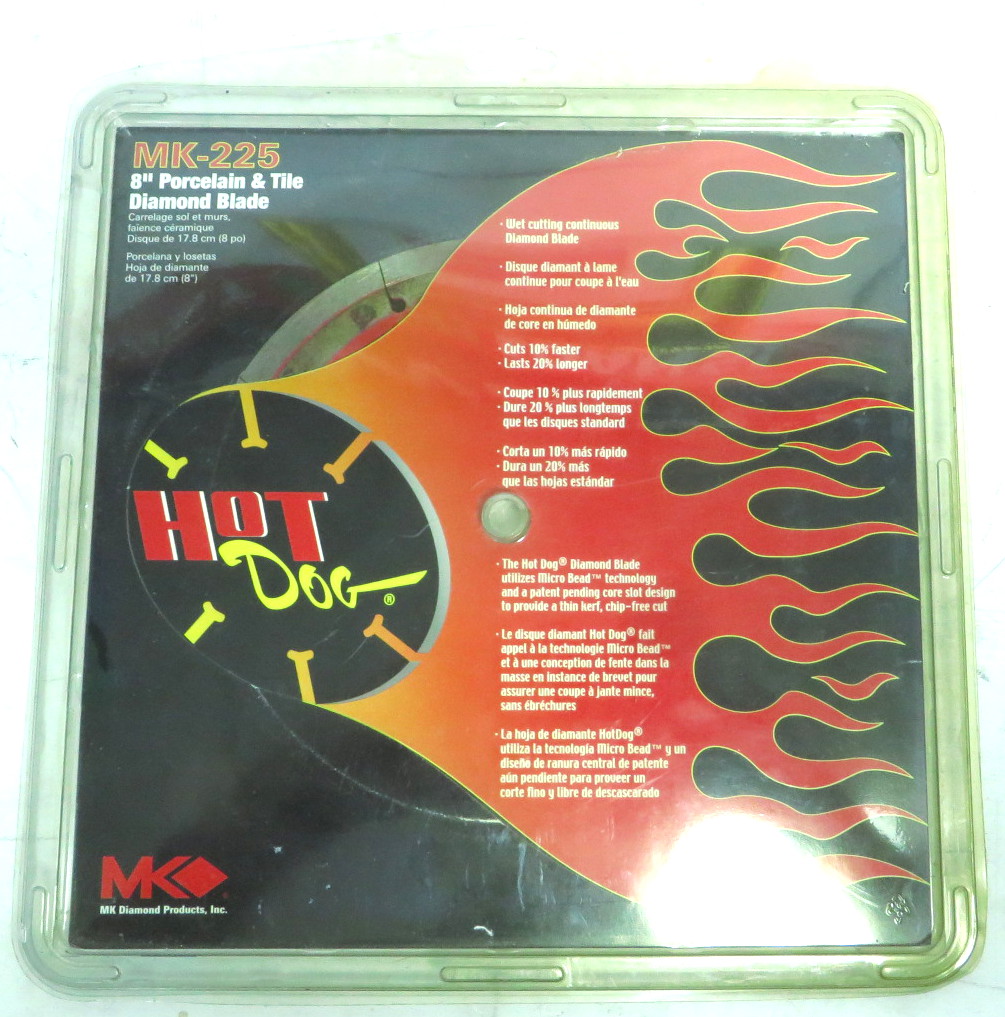 MK-225
8" Porcelain & Tile
Diamond Blade
Carrelage sol et murs,
faïence céramique
Disque de 17.8 cm (8 po)
Porcelana y losetas
Hoja de diamante
de 17.8 cm (8")
· Wet cutting continuous
Diamond Blade
· Disque diamant à lame
continue pour coupe à l'eau
· Hoja continua de diamante
de core en húmedo
· Cuts 10% faster
· Lasts 20% longer
· Coupe 10 % plus rapidement
· Dure 20 % plus longtemps
que les disques standard
· Corta un 10% más rápido
· Dura un 20% más
que las hojas estándar
HOT
DOG®
· The Hot Dog® Diamond Blade
utilizes Micro Bead™ technology
and a patent pending core slot design
to provide a thin kerf, chip-free cut
· Le disque diamant Hot Dog® fait
appel à la technologie Micro Bead™
et à une conception de fente dans la
masse en instance de brevet pour
assurer une coupe à jante mince,
sans ébréchures
· La hoja de diamante HotDog®
utiliza la tecnología Micro Bead™ y un
diseño de ranura central de patente
aún pendiente para proveer un
corte fino y libre de descascarado
MK
MK Diamond Products, Inc.